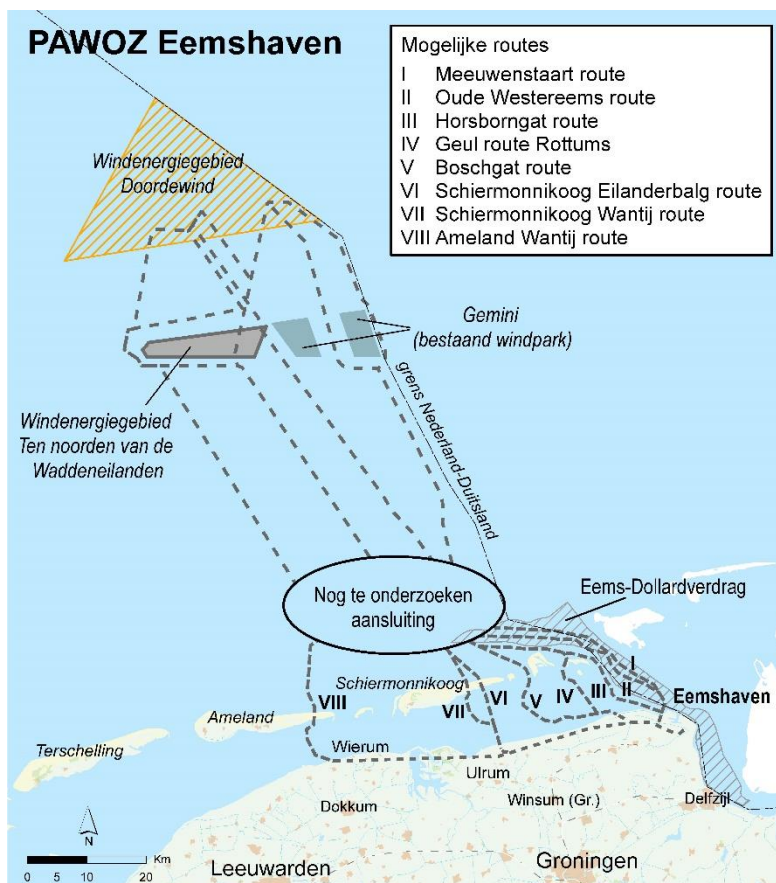 PAWOZ Eemshaven
Mogelijke routes
I Meeuwenstaart route
II Oude Westereems route
III Horsborngat route
IV Geul route Rottums
V Boschgat route
VI Schiermonnikoog Eilanderbalg route
VII Schiermonnikoog Wantij route
VIII Ameland Wantij route
Windenergiegebied
Doordewind
Gemini
(bestaand windpark)
grens Nederland-Duitsland
Windenergiegebied
Ten noorden van de
Waddeneilanden
Nog te onderzoeken
aansluiting
Eems-Dollardverdrag
I
II
III
IV
V
VI
VII
VIII
Eemshaven
Schiermonnikoog
Ameland
Terschelling
Wierum
Ulrum
Dokkum
Winsum (Gr.)
Delfzijl
Leeuwarden
Groningen
N
0 5 10 20 Km